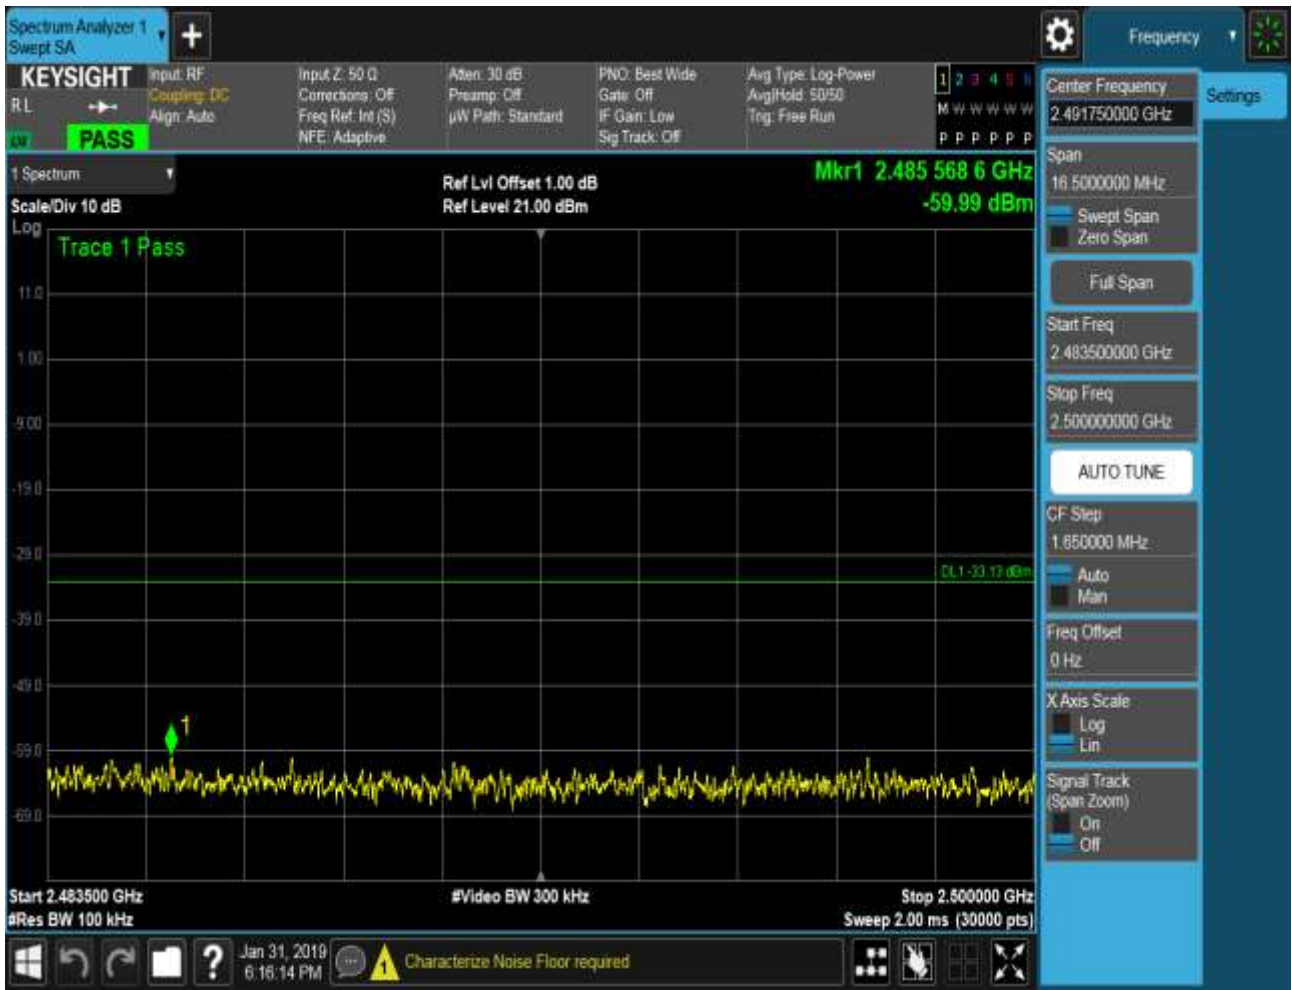 Spectrum Analyzer 1
Swept SA
+
Frequency
KEYSIGHT
R L
PASS
Input: RF
Coupling: DC
Align: Auto
Input Z: 50 Ω
Corrections: Off
Freq Ref: Int (S)
NFE: Adaptive
Atten: 30 dB
Preamp: Off
µW Path: Standard
PNO: Best Wide
Gate: Off
IF Gain: Low
Sig Track: Off
Avg Type: Log-Power
Avg|Hold: 50/50
Trig: Free Run
1 2 3 4 5 6
M W W W W W
P P P P P P
1 Spectrum
Scale/Div 10 dB
Ref Lvl Offset 1.00 dB
Ref Level 21.00 dBm
Mkr1 2.485 568 6 GHz
-59.99 dBm
Log
Trace 1 Pass
11.0
1.00
-9.00
-19.0
-29.0
DL1 -33.13 dBm
-39.0
-49.0
1
-59.0
-69.0
Start 2.483500 GHz
#Video BW 300 kHz
Stop 2.500000 GHz
#Res BW 100 kHz
Sweep 2.00 ms (30000 pts)
Center Frequency
2.491750000 GHz
Settings
Span
16.5000000 MHz
Swept Span
Zero Span
Full Span
Start Freq
2.483500000 GHz
Stop Freq
2.500000000 GHz
AUTO TUNE
CF Step
1.650000 MHz
Auto
Man
Freq Offset
0 Hz
X Axis Scale
Log
Lin
Signal Track
(Span Zoom)
On
Off
?
Jan 31, 2019
6:16:14 PM
1
Characterize Noise Floor required